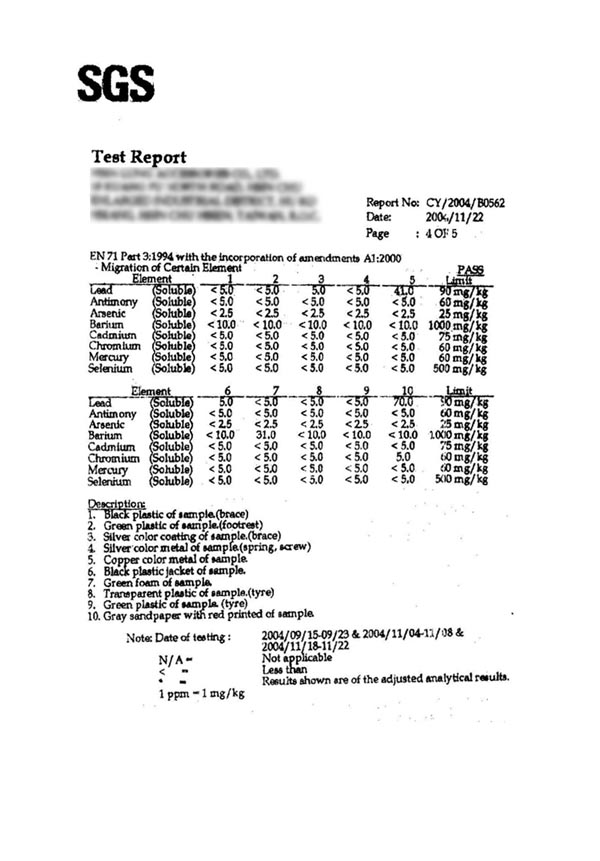 SGS
Test Report
Report No: CY/2004/B0562
Date: 2004/11/22
Page : 4 OF 5
EN 71 Part 3:1994 with the incorporation of amendments A1:2000
- Migration of Certain Element PASS
Element 1 2 3 4 5 Limit
Lead (Soluble) < 5.0 < 5.0 5.0 < 5.0 41.0 90 mg/kg
Antimony (Soluble) < 5.0 < 5.0 < 5.0 < 5.0 < 5.0 60 mg/kg
Arsenic (Soluble) < 2.5 < 2.5 < 2.5 < 2.5 < 2.5 25 mg/kg
Barium (Soluble) < 10.0 < 10.0 < 10.0 < 10.0 < 10.0 1000 mg/kg
Cadmium (Soluble) < 5.0 < 5.0 < 5.0 < 5.0 < 5.0 75 mg/kg
Chromium (Soluble) < 5.0 < 5.0 < 5.0 < 5.0 < 5.0 60 mg/kg
Mercury (Soluble) < 5.0 < 5.0 < 5.0 < 5.0 < 5.0 60 mg/kg
Selenium (Soluble) < 5.0 < 5.0 < 5.0 < 5.0 < 5.0 500 mg/kg
Element 6 7 8 9 10 Limit
Lead (Soluble) 5.0 < 5.0 < 5.0 < 5.0 70.0 90 mg/kg
Antimony (Soluble) < 5.0 < 5.0 < 5.0 < 5.0 < 5.0 60 mg/kg
Arsenic (Soluble) < 2.5 < 2.5 < 2.5 < 2.5 < 2.5 25 mg/kg
Barium (Soluble) < 10.0 31.0 < 10.0 < 10.0 < 10.0 1000 mg/kg
Cadmium (Soluble) < 5.0 < 5.0 < 5.0 < 5.0 < 5.0 75 mg/kg
Chromium (Soluble) < 5.0 < 5.0 < 5.0 < 5.0 5.0 60 mg/kg
Mercury (Soluble) < 5.0 < 5.0 < 5.0 < 5.0 < 5.0 60 mg/kg
Selenium (Soluble) < 5.0 < 5.0 < 5.0 < 5.0 < 5.0 500 mg/kg
Description:
1. Black plastic of sample.(brace)
2. Green plastic of sample.(footrest)
3. Silver color coating of sample.(brace)
4. Silver color metal of sample.(spring, screw)
5. Copper color metal of sample.
6. Black plastic jacket of sample.
7. Green foam of sample.
8. Transparent plastic of sample.(tyre)
9. Green plastic of sample. (tyre)
10. Gray sandpaper with red printed of sample.
Note: Date of testing : 2004/09/15-09/23 & 2004/11/04-11/08 &
2004/11/18-11/22
N/A = Not applicable
< = Less than
* = Results shown are of the adjusted analytical results.
1 ppm = 1 mg/kg